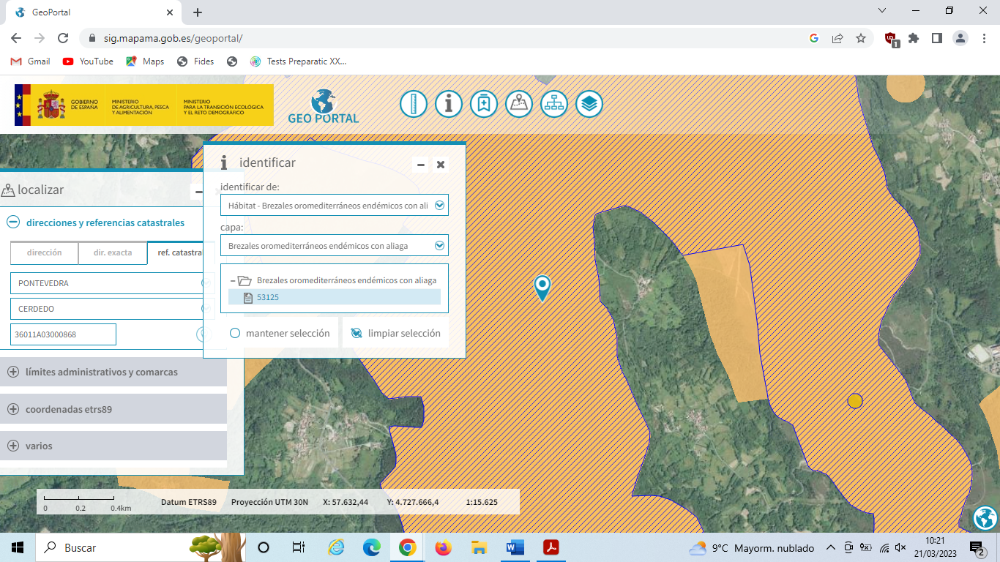 GeoPortal
sig.mapama.gob.es/geoportal/
1
Gmail
YouTube
Maps
Fides
Tests Preparatic XX...
GOBIERNO
DE ESPAÑA
MINISTERIO
DE AGRICULTURA, PESCA
Y ALIMENTACIÓN
MINISTERIO
PARA LA TRANSICIÓN ECOLÓGICA
Y EL RETO DEMOGRÁFICO
GEO PORTAL
identificar
identificar de:
Hábitat - Brezales oromediterráneos endémicos con ali
capa:
Brezales oromediterráneos endémicos con aliaga
Brezales oromediterráneos endémicos con aliaga
53125
mantener selección
limpiar selección
localizar
direcciones y referencias catastrales
dirección
dir. exacta
ref. catastra
PONTEVEDRA
CERDEDO
36011A03000868
límites administrativos y comarcas
coordenadas etrs89
varios
0 0.2 0.4km
Datum ETRS89 Proyección UTM 30N X: 57.632,44 Y: 4.727.666,4 1:15.625
Buscar
9°C Mayorm. nublado
10:21
21/03/2023
2